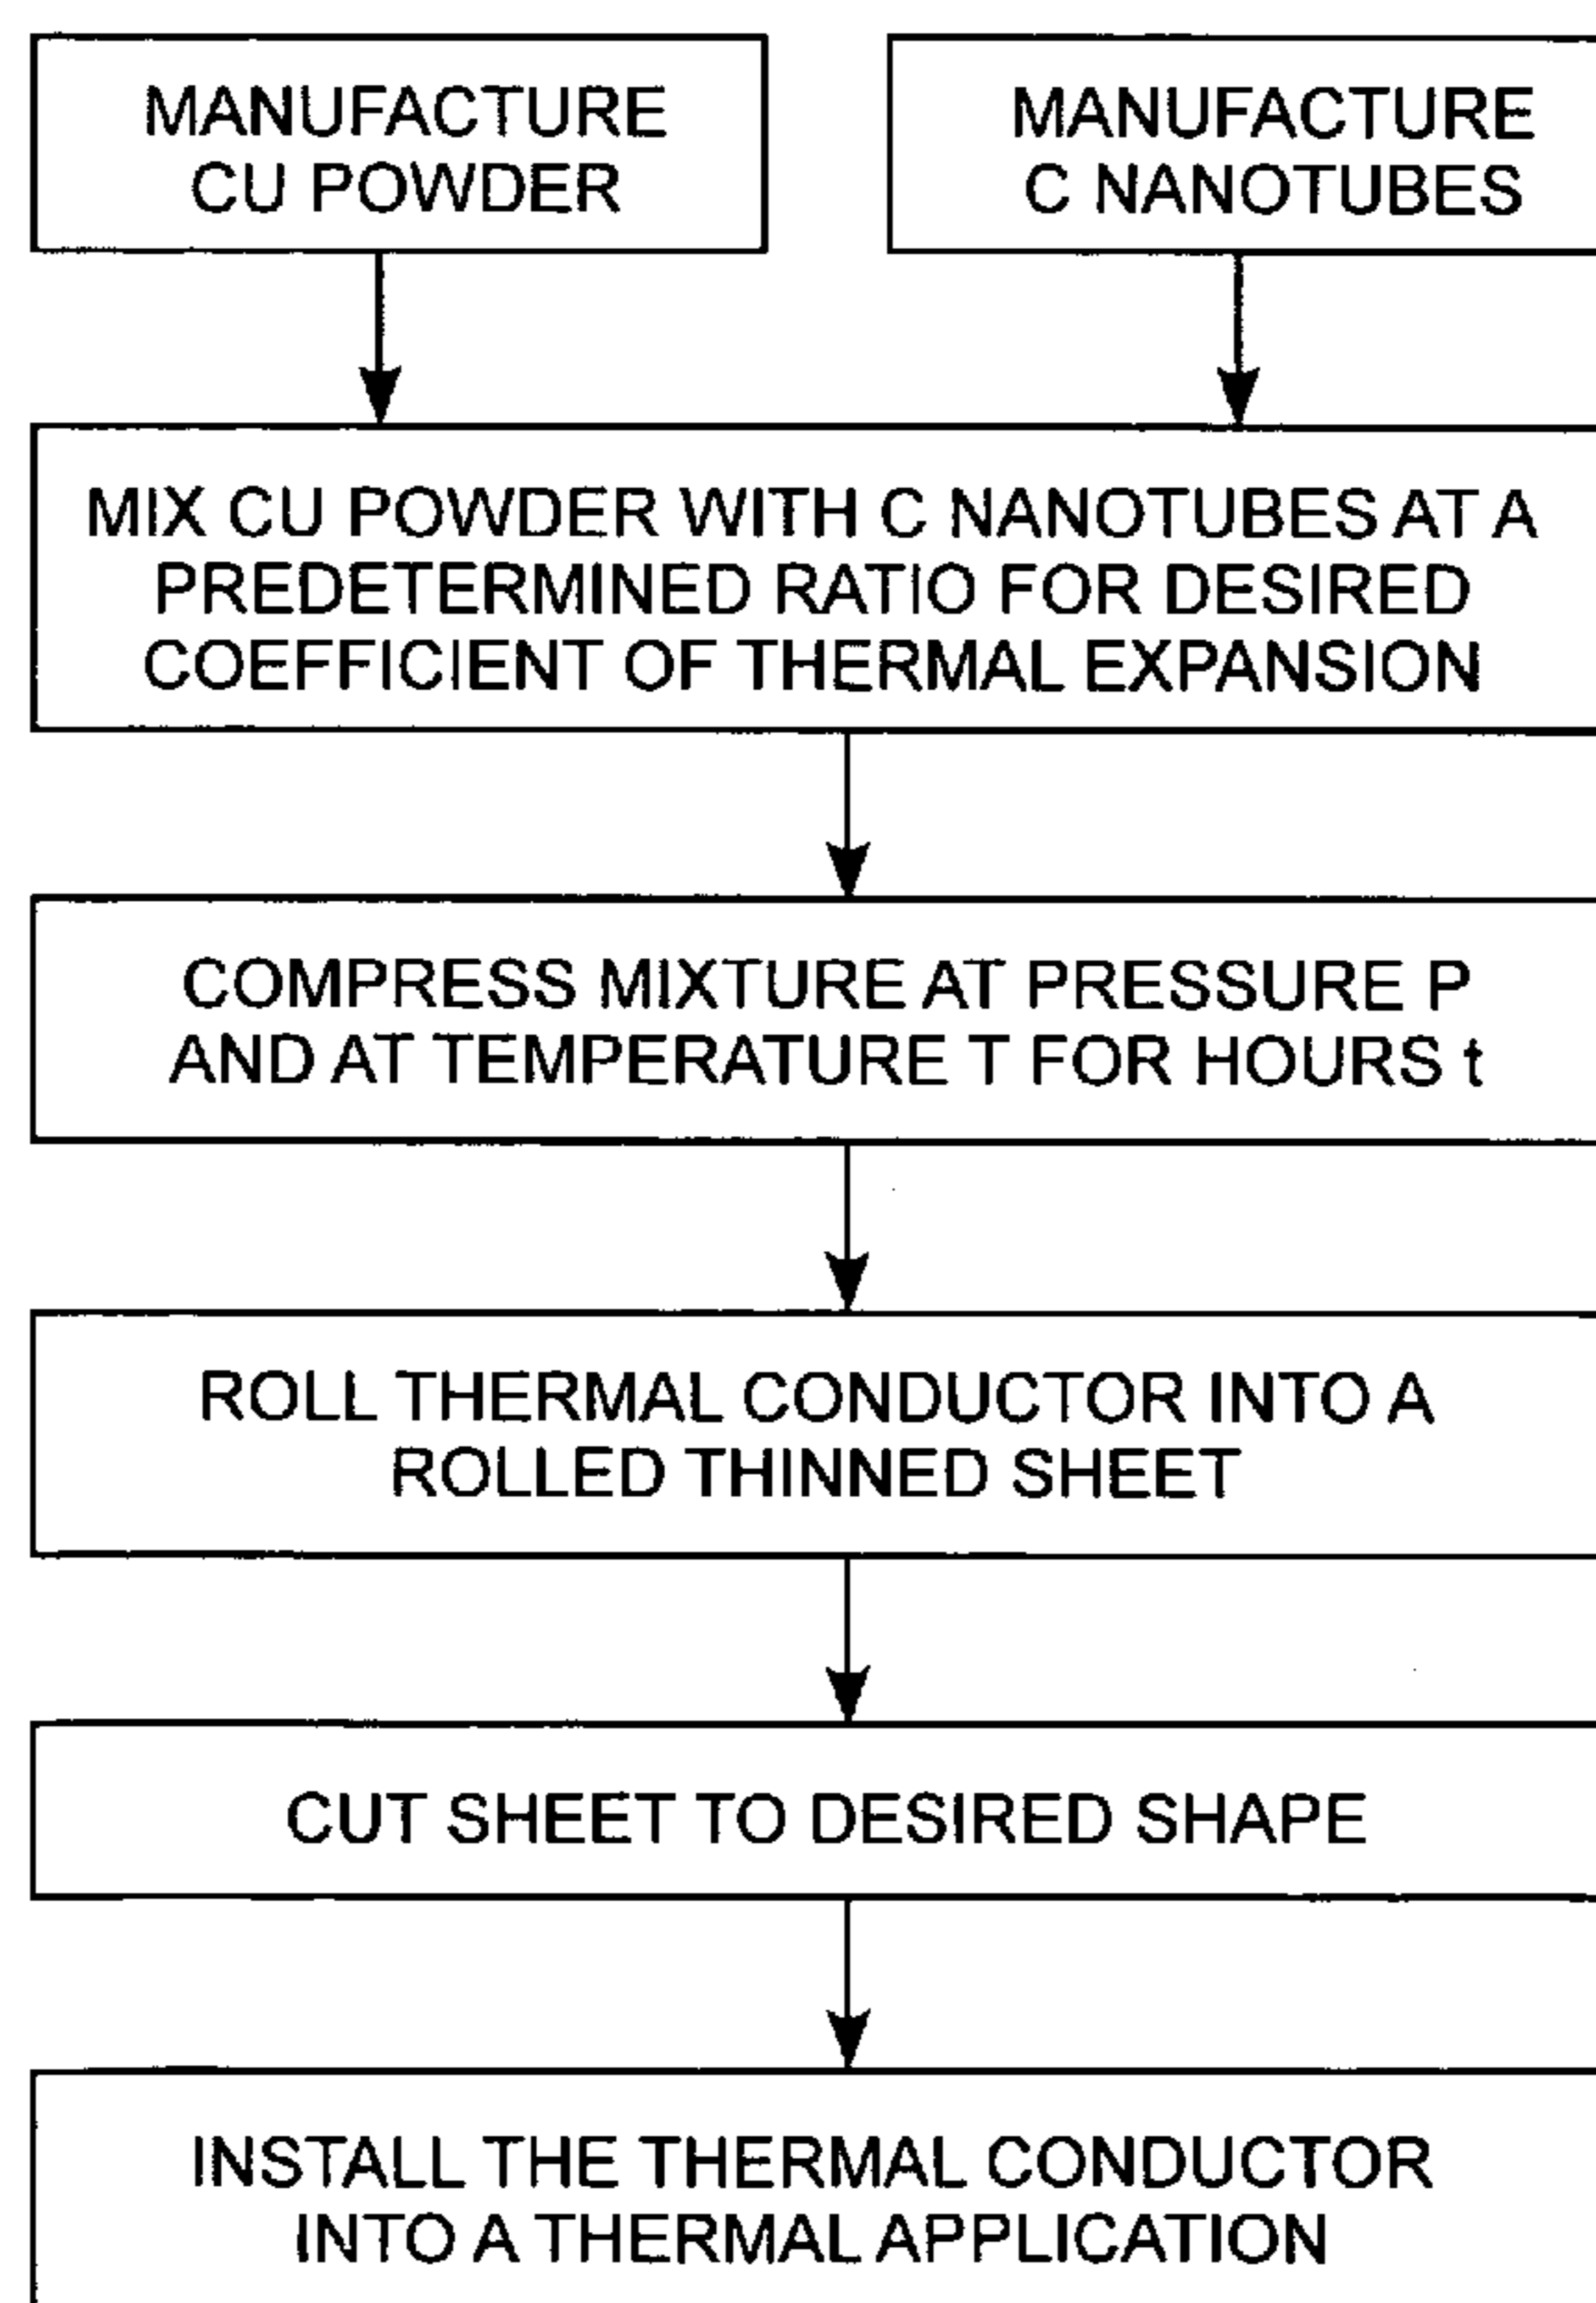 MANUFACTURE
CU POWDER
MANUFACTURE
C NANOTUBES
MIX CU POWDER WITH C NANOTUBES AT A
PREDETERMINED RATIO FOR DESIRED
COEFFICIENT OF THERMAL EXPANSION
COMPRESS MIXTURE AT PRESSURE P
AND AT TEMPERATURE T FOR HOURS t
ROLL THERMAL CONDUCTOR INTO A
ROLLED THINNED SHEET
CUT SHEET TO DESIRED SHAPE
INSTALL THE THERMAL CONDUCTOR
INTO A THERMAL APPLICATION